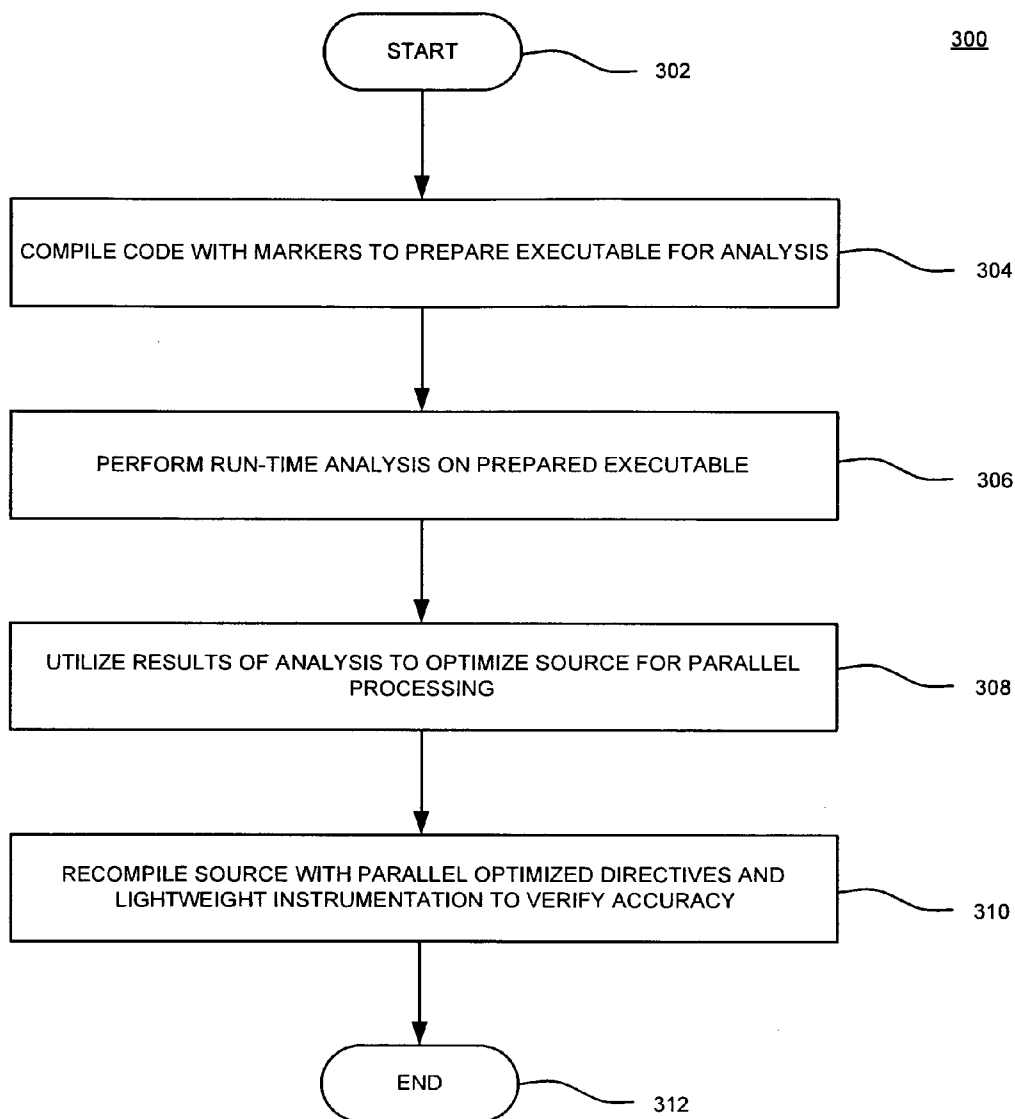 300
START
302
COMPILE CODE WITH MARKERS TO PREPARE EXECUTABLE FOR ANALYSIS
304
PERFORM RUN-TIME ANALYSIS ON PREPARED EXECUTABLE
306
UTILIZE RESULTS OF ANALYSIS TO OPTIMIZE SOURCE FOR PARALLEL
PROCESSING
308
RECOMPILE SOURCE WITH PARALLEL OPTIMIZED DIRECTIVES AND
LIGHTWEIGHT INSTRUMENTATION TO VERIFY ACCURACY
310
END
312